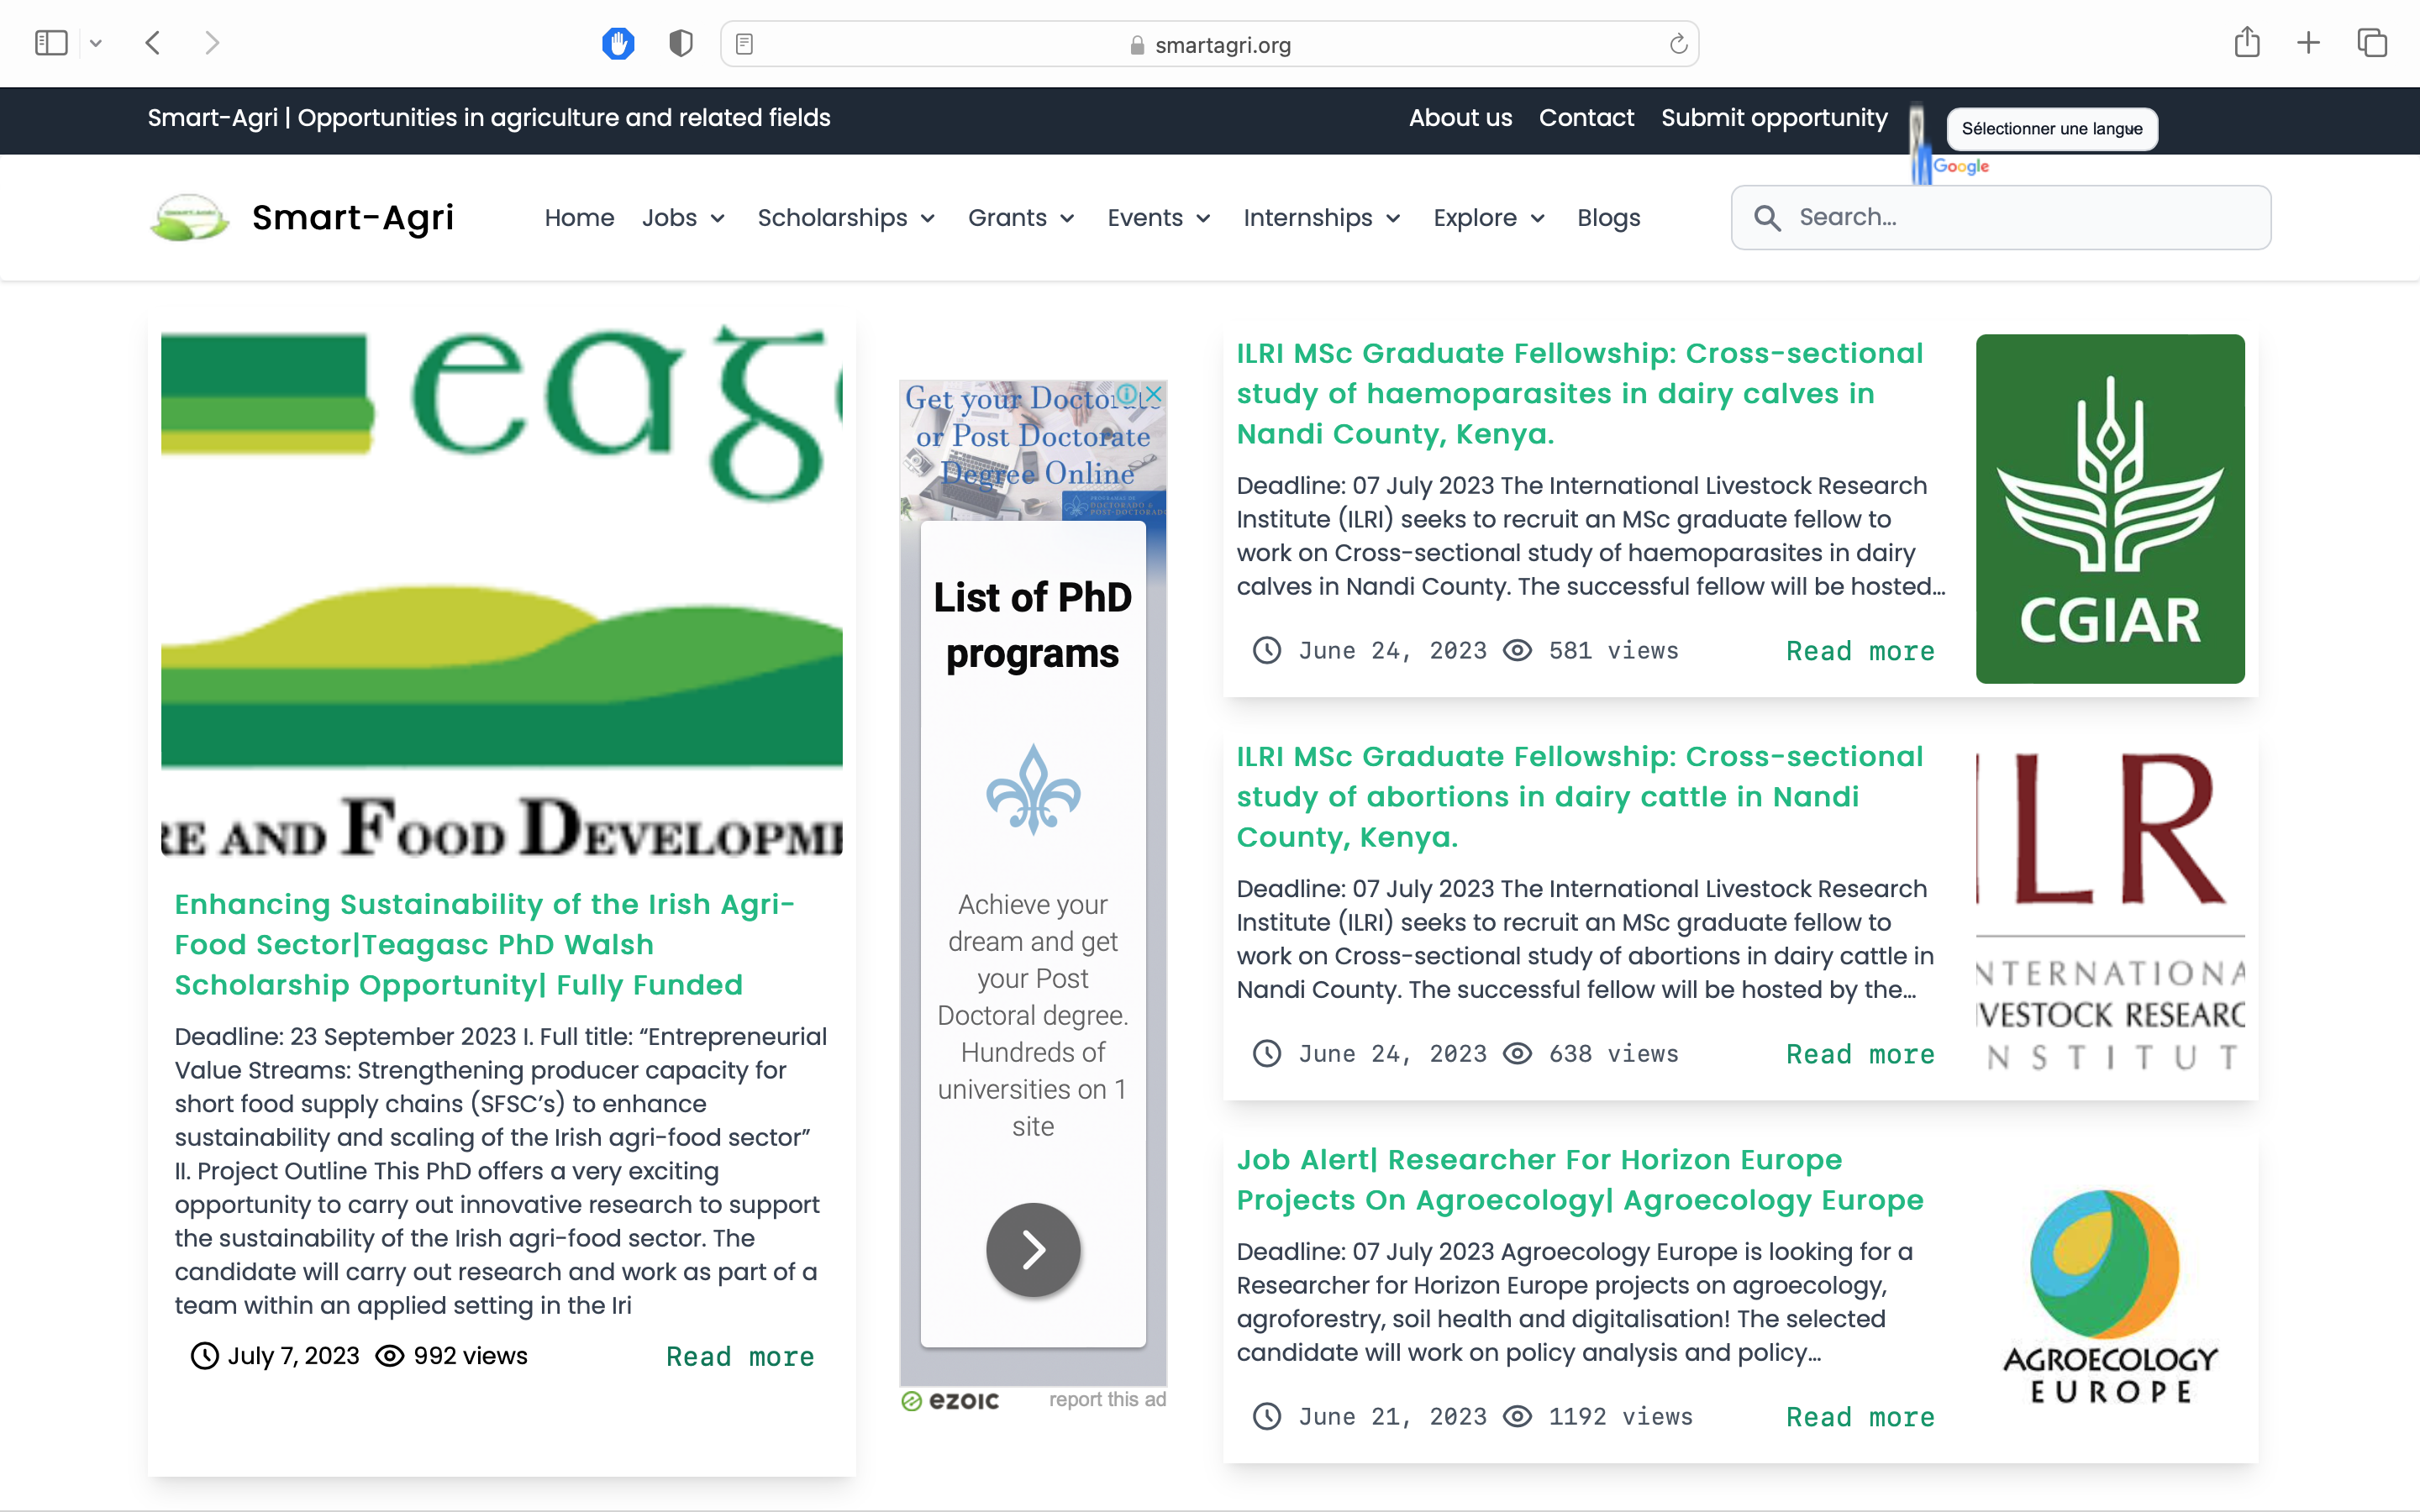 smartagri.org
Smart-Agri | Opportunities in agriculture and related fields
About us
Contact
Submit opportunity
Sélectionner une langue
Google
Smart-Agri
Home
Jobs
Scholarships
Grants
Events
Internships
Explore
Blogs
Search...
eag
RE AND FOOD DEVELOPME
Enhancing Sustainability of the Irish Agri-
Food Sector|Teagasc PhD Walsh
Scholarship Opportunity| Fully Funded
Deadline: 23 September 2023 I. Full title: “Entrepreneurial
Value Streams: Strengthening producer capacity for
short food supply chains (SFSC’s) to enhance
sustainability and scaling of the Irish agri-food sector”
II. Project Outline This PhD offers a very exciting
opportunity to carry out innovative research to support
the sustainability of the Irish agri-food sector. The
candidate will carry out research and work as part of a
team within an applied setting in the Iri
July 7, 2023 992 views Read more
Get your Doctorate
or Post Doctorate
Degree Online
PROGRAMAS DE
DOCTORADO &
POST-DOCTORADO
List of PhD
programs
Achieve your
dream and get
your Post
Doctoral degree.
Hundreds of
universities on 1
site
ezoic report this ad
ILRI MSc Graduate Fellowship: Cross-sectional
study of haemoparasites in dairy calves in
Nandi County, Kenya.
Deadline: 07 July 2023 The International Livestock Research
Institute (ILRI) seeks to recruit an MSc graduate fellow to
work on Cross-sectional study of haemoparasites in dairy
calves in Nandi County. The successful fellow will be hosted...
June 24, 2023 581 views Read more
CGIAR
ILRI MSc Graduate Fellowship: Cross-sectional
study of abortions in dairy cattle in Nandi
County, Kenya.
Deadline: 07 July 2023 The International Livestock Research
Institute (ILRI) seeks to recruit an MSc graduate fellow to
work on Cross-sectional study of abortions in dairy cattle in
Nandi County. The successful fellow will be hosted by the...
June 24, 2023 638 views Read more
ILR
NTERNATIONA
IVESTOCK RESEARC
NSTITUT
Job Alert| Researcher For Horizon Europe
Projects On Agroecology| Agroecology Europe
Deadline: 07 July 2023 Agroecology Europe is looking for a
Researcher for Horizon Europe projects on agroecology,
agroforestry, soil health and digitalisation! The selected
candidate will work on policy analysis and policy...
June 21, 2023 1192 views Read more
AGROECOLOGY
EUROPE